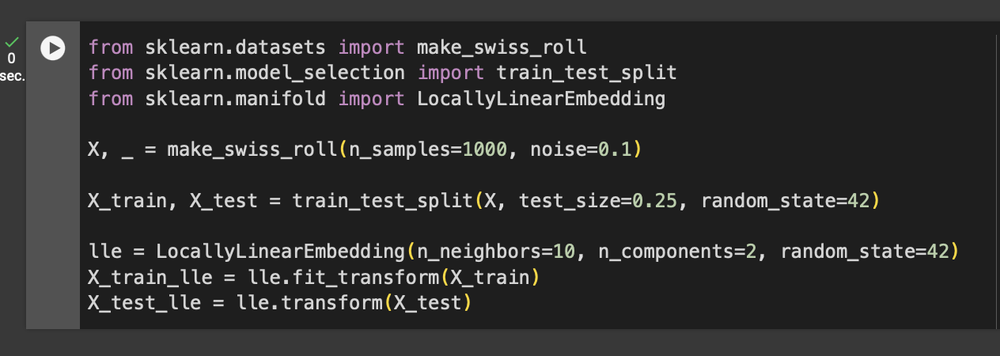 ✓
0
sec.
from sklearn.datasets import make_swiss_roll
from sklearn.model_selection import train_test_split
from sklearn.manifold import LocallyLinearEmbedding
X, _ = make_swiss_roll(n_samples=1000, noise=0.1)
X_train, X_test = train_test_split(X, test_size=0.25, random_state=42)
lle = LocallyLinearEmbedding(n_neighbors=10, n_components=2, random_state=42)
X_train_lle = lle.fit_transform(X_train)
X_test_lle = lle.transform(X_test)